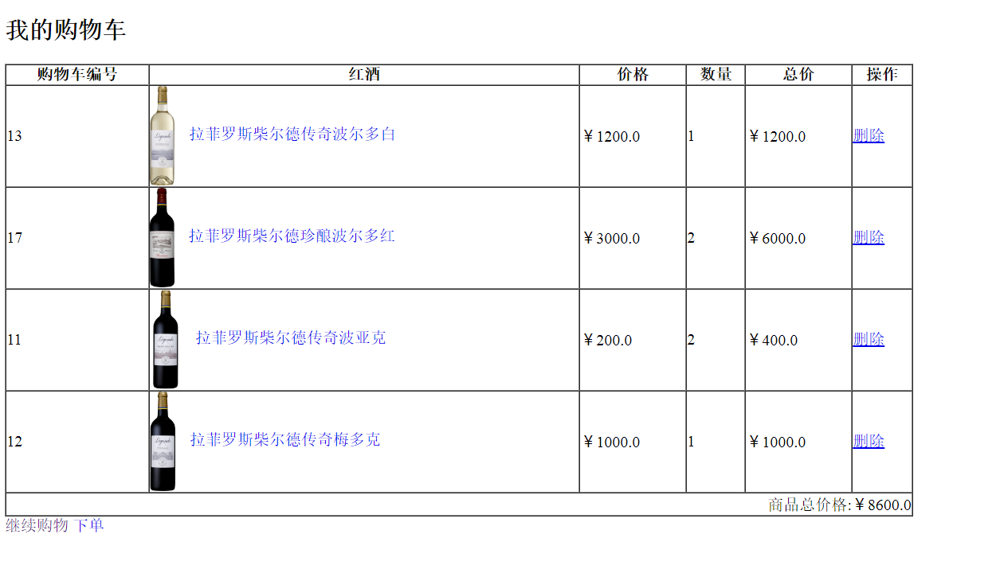 我的购物车
购物车编号 红酒 价格 数量 总价 操作
13 拉菲罗斯柴尔德传奇波尔多白 ￥1200.0 1 ￥1200.0 删除
17 拉菲罗斯柴尔德珍酿波尔多红 ￥3000.0 2 ￥6000.0 删除
11 拉菲罗斯柴尔德传奇波亚克 ￥200.0 2 ￥400.0 删除
12 拉菲罗斯柴尔德传奇梅多克 ￥1000.0 1 ￥1000.0 删除
商品总价格:￥8600.0
继续购物 下单